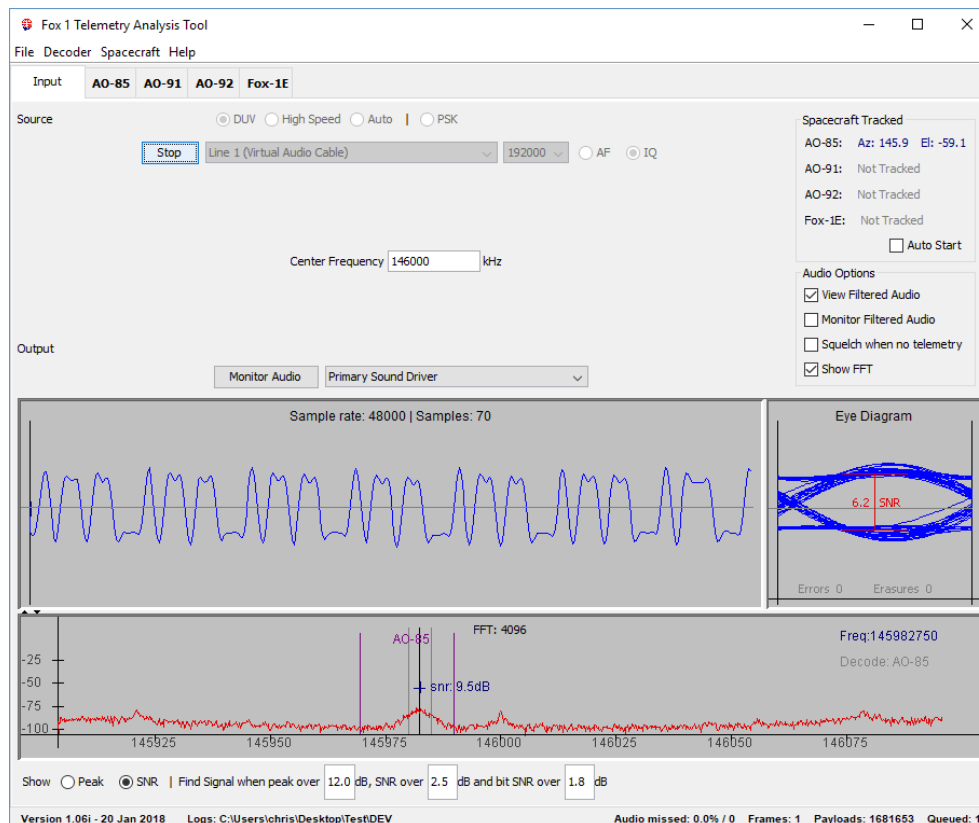 Fox 1 Telemetry Analysis Tool
File Decoder Spacecraft Help
Input AO-85 AO-91 AO-92 Fox-1E
Source DUV High Speed Auto | PSK
Stop Line 1 (Virtual Audio Cable) 192000 AF IQ
Center Frequency 146000 kHz
Output
Monitor Audio Primary Sound Driver
Spacecraft Tracked
AO-85: Az: 145.9 El: -59.1
AO-91: Not Tracked
AO-92: Not Tracked
Fox-1E: Not Tracked
Auto Start
Audio Options
View Filtered Audio
Monitor Filtered Audio
Squelch when no telemetry
Show FFT
Sample rate: 48000 | Samples: 70
Eye Diagram
6.2 SNR
Errors 0 Erasures 0
FFT: 4096
AO-85
Freq:145982750
Decode: AO-85
snr: 9.5dB
-25
-50
-75
-100
145925 145950 145975 146000 146025 146050 146075
Show Peak SNR | Find Signal when peak over 12.0 dB, SNR over 2.5 dB and bit SNR over 1.8 dB
Version 1.06i - 20 Jan 2018 Logs: C:\Users\chris\Desktop\Test\DEV Audio missed: 0.0% / 0 Frames: 1 Payloads: 1681653 Queued: